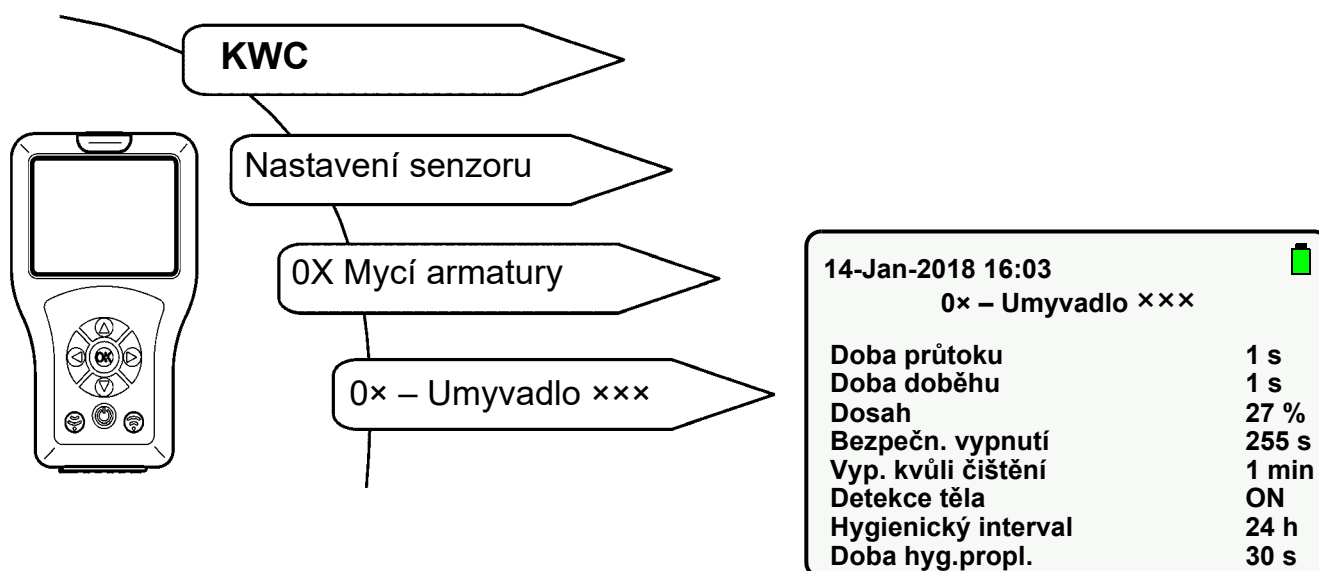 KWC
Nastavení senzoru
0X Mycí armatury
0× – Umyvadlo ×××
OK
14-Jan-2018 16:03
0× – Umyvadlo ×××
Doba průtoku 1 s
Doba doběhu 1 s
Dosah 27 %
Bezpečn. vypnutí 255 s
Vyp. kvůli čištění 1 min
Detekce těla ON
Hygienický interval 24 h
Doba hyg.propl. 30 s